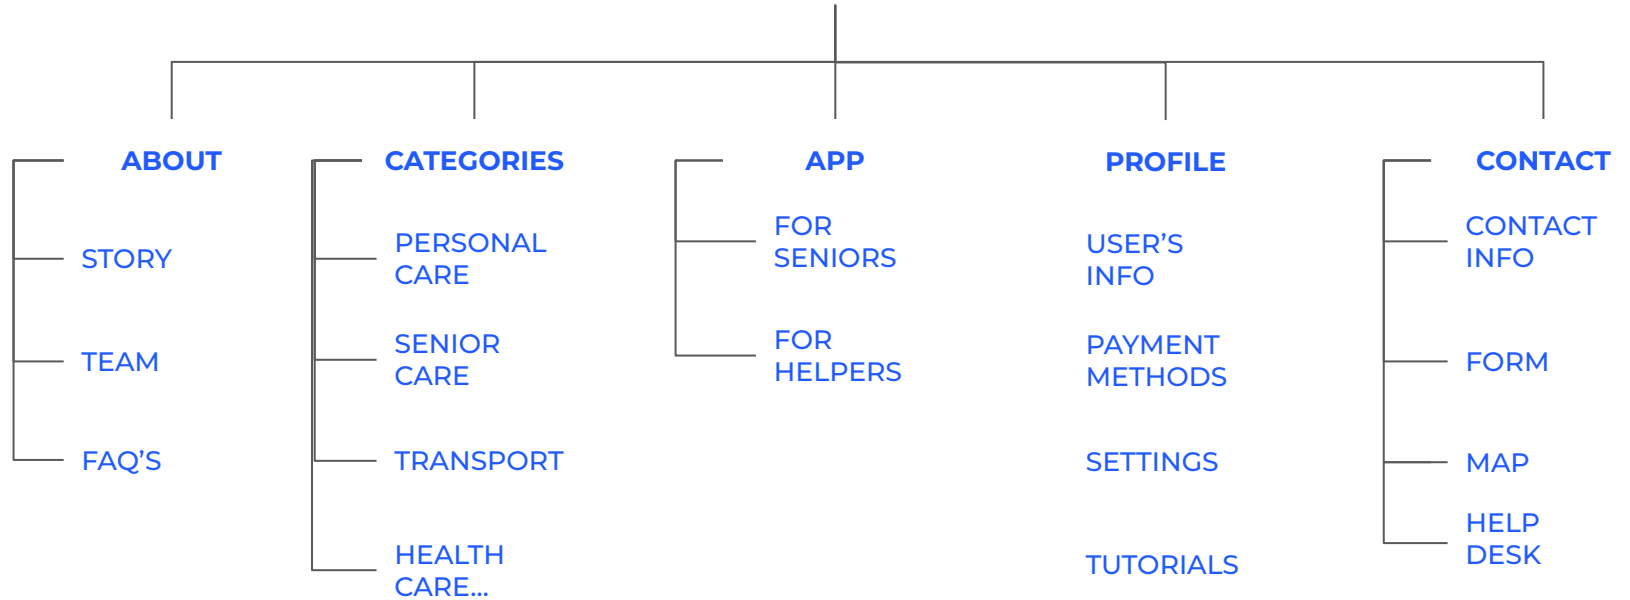 ABOUT
STORY
TEAM
FAQ’S
CATEGORIES
PERSONAL
CARE
SENIOR
CARE
TRANSPORT
HEALTH
CARE...
APP
FOR
SENIORS
FOR
HELPERS
PROFILE
USER’S
INFO
PAYMENT
METHODS
SETTINGS
TUTORIALS
CONTACT
CONTACT
INFO
FORM
MAP
HELP
DESK